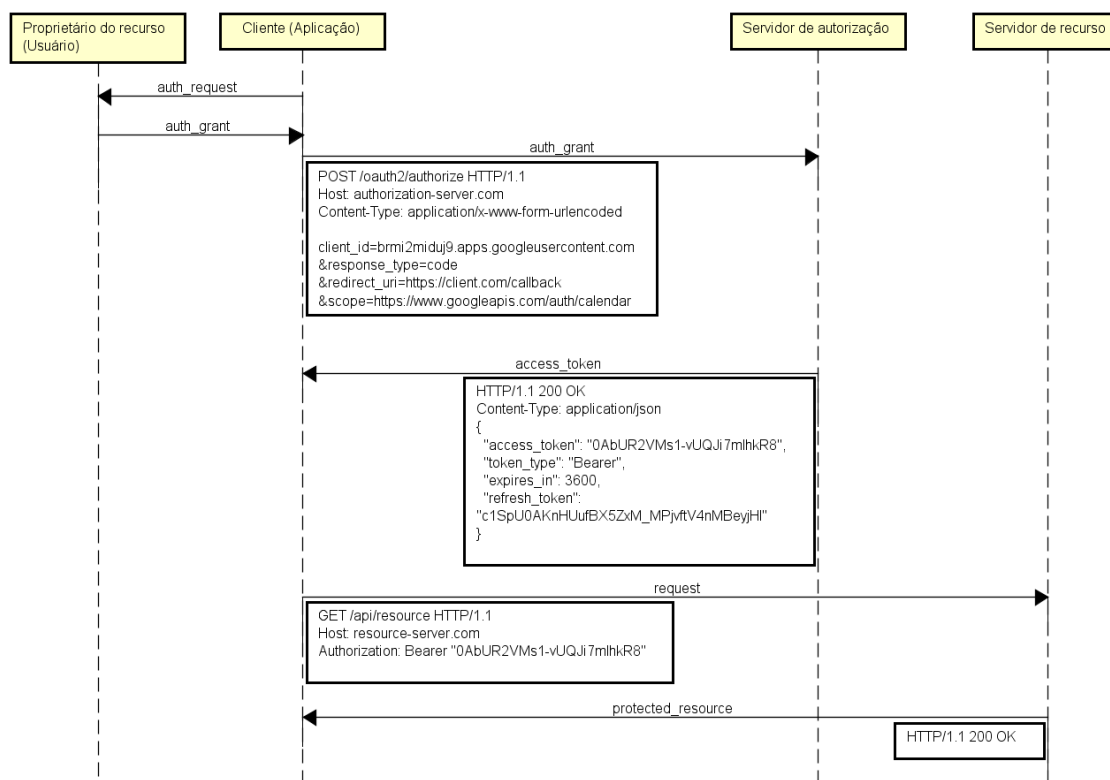 Proprietário do recurso
(Usuário)
Cliente (Aplicação)
Servidor de autorização
Servidor de recurso
auth_request
auth_grant
auth_grant
POST /oauth2/authorize HTTP/1.1
Host: authorization-server.com
Content-Type: application/x-www-form-urlencoded
client_id=brmi2miduj9.apps.googleusercontent.com
&response_type=code
&redirect_uri=https://client.com/callback
&scope=https://www.googleapis.com/auth/calendar
access_token
HTTP/1.1 200 OK
Content-Type: application/json
{
"access_token": "0AbUR2VMs1-vUQJi7mlhkR8",
"token_type": "Bearer",
"expires_in": 3600,
"refresh_token":
"c1SpU0AKnHUufBX5ZxM_MPjvftV4nMBeyjHl"
}
request
GET /api/resource HTTP/1.1
Host: resource-server.com
Authorization: Bearer "0AbUR2VMs1-vUQJi7mlhkR8"
protected_resource
HTTP/1.1 200 OK